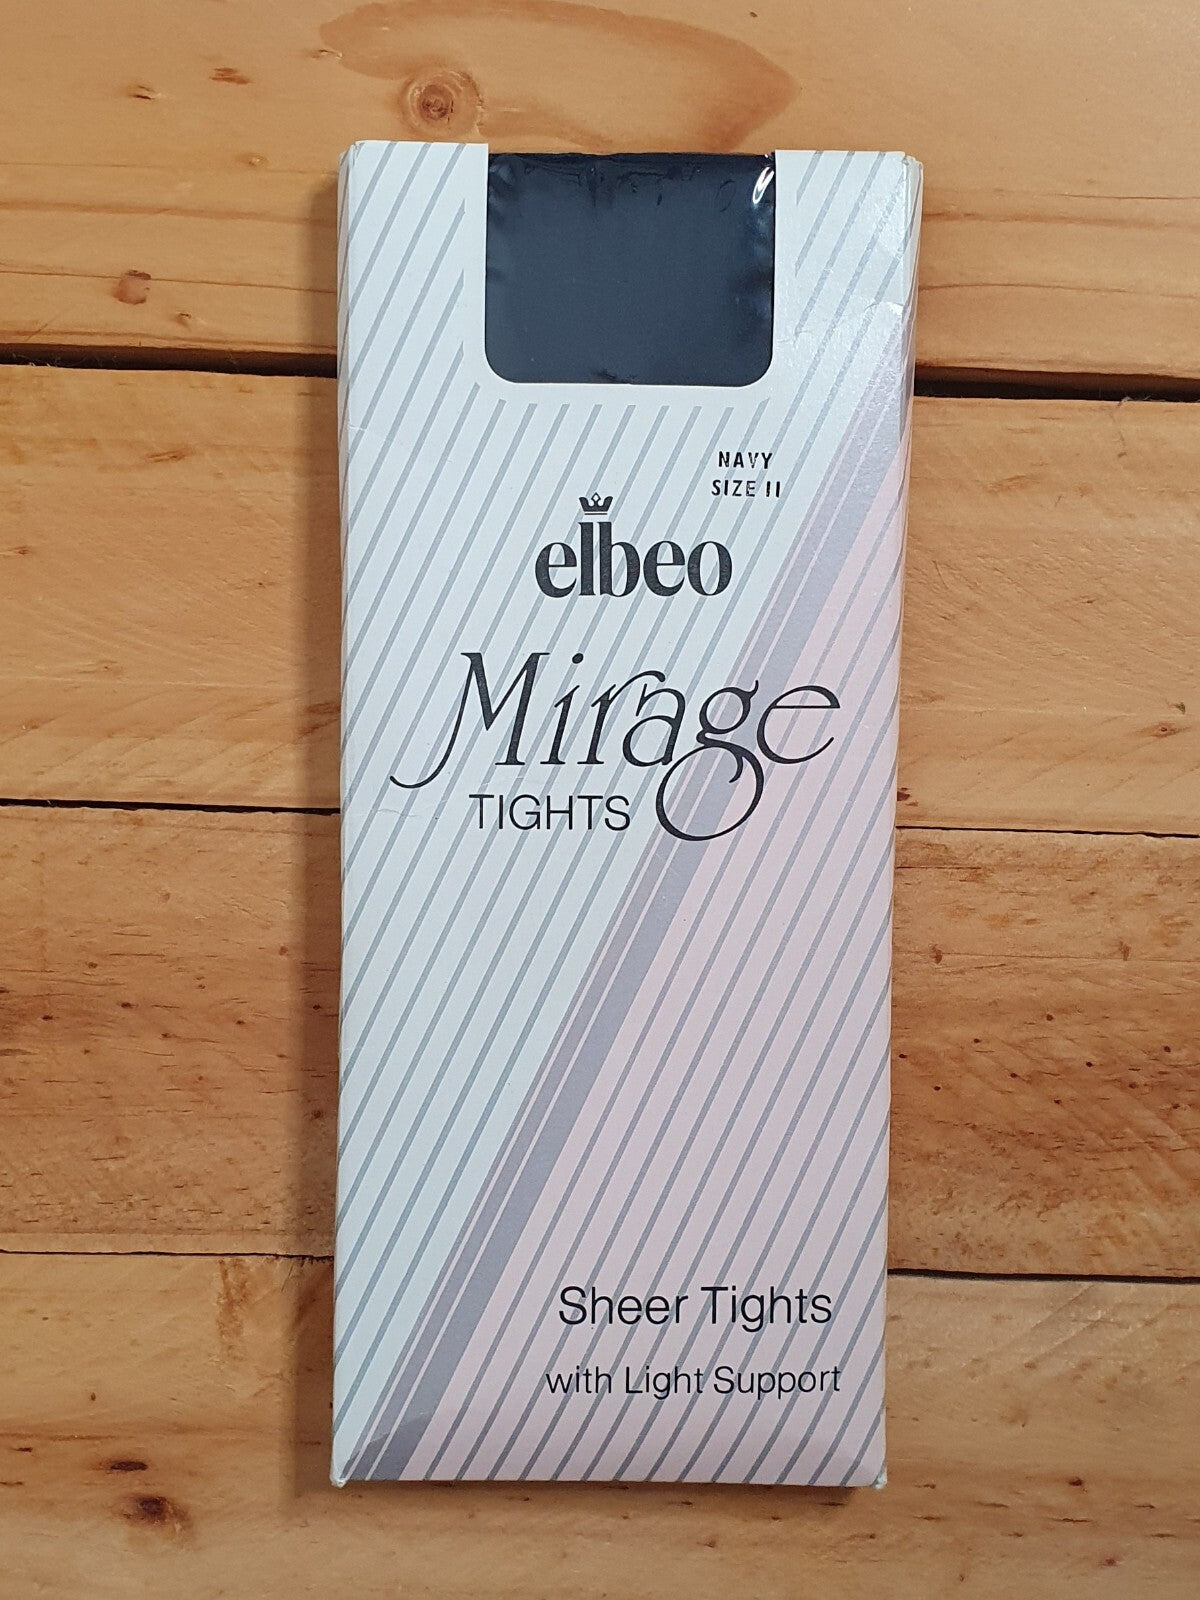 NAVY
SIZE II
elbeo
Mirage
TIGHTS
Sheer Tights
with Light Support